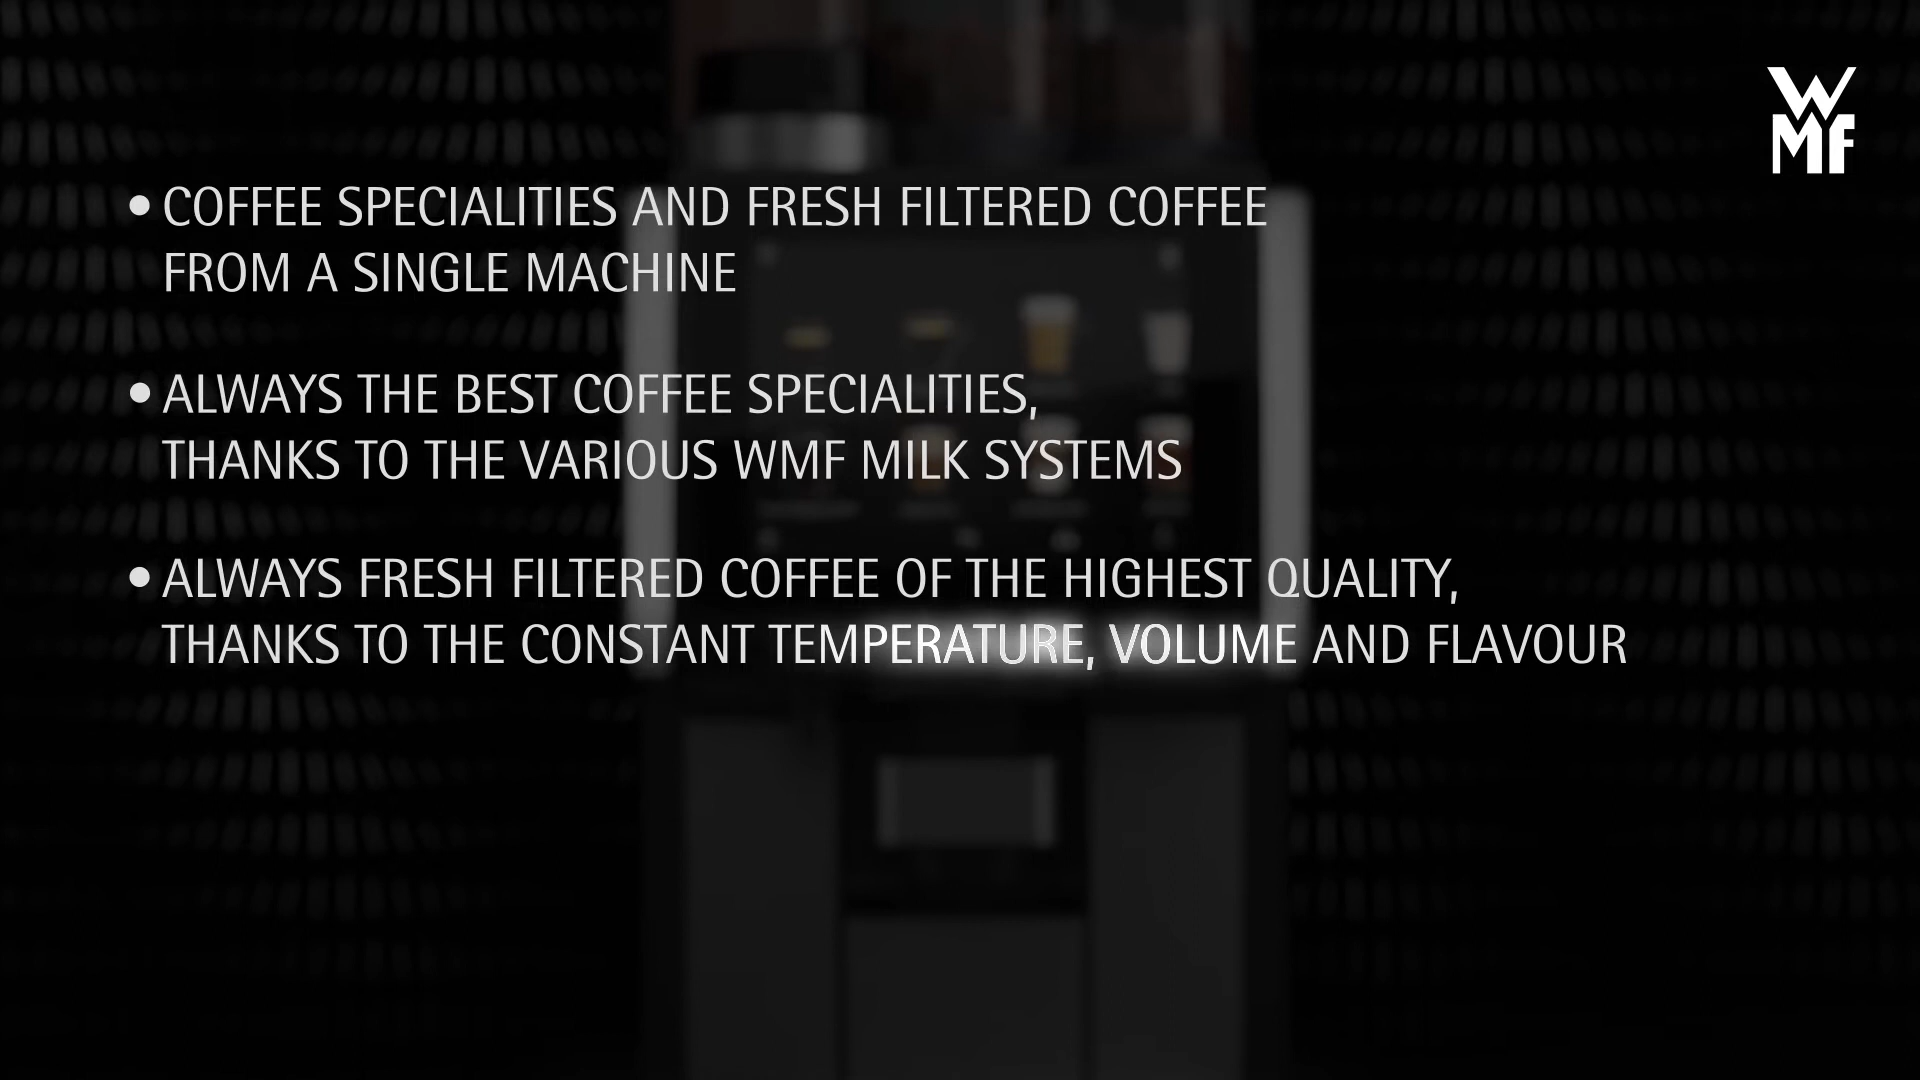 WMF
• COFFEE SPECIALITIES AND FRESH FILTERED COFFEE
FROM A SINGLE MACHINE
• ALWAYS THE BEST COFFEE SPECIALITIES,
THANKS TO THE VARIOUS WMF MILK SYSTEMS
• ALWAYS FRESH FILTERED COFFEE OF THE HIGHEST QUALITY,
THANKS TO THE CONSTANT TEMPERATURE, VOLUME AND FLAVOUR